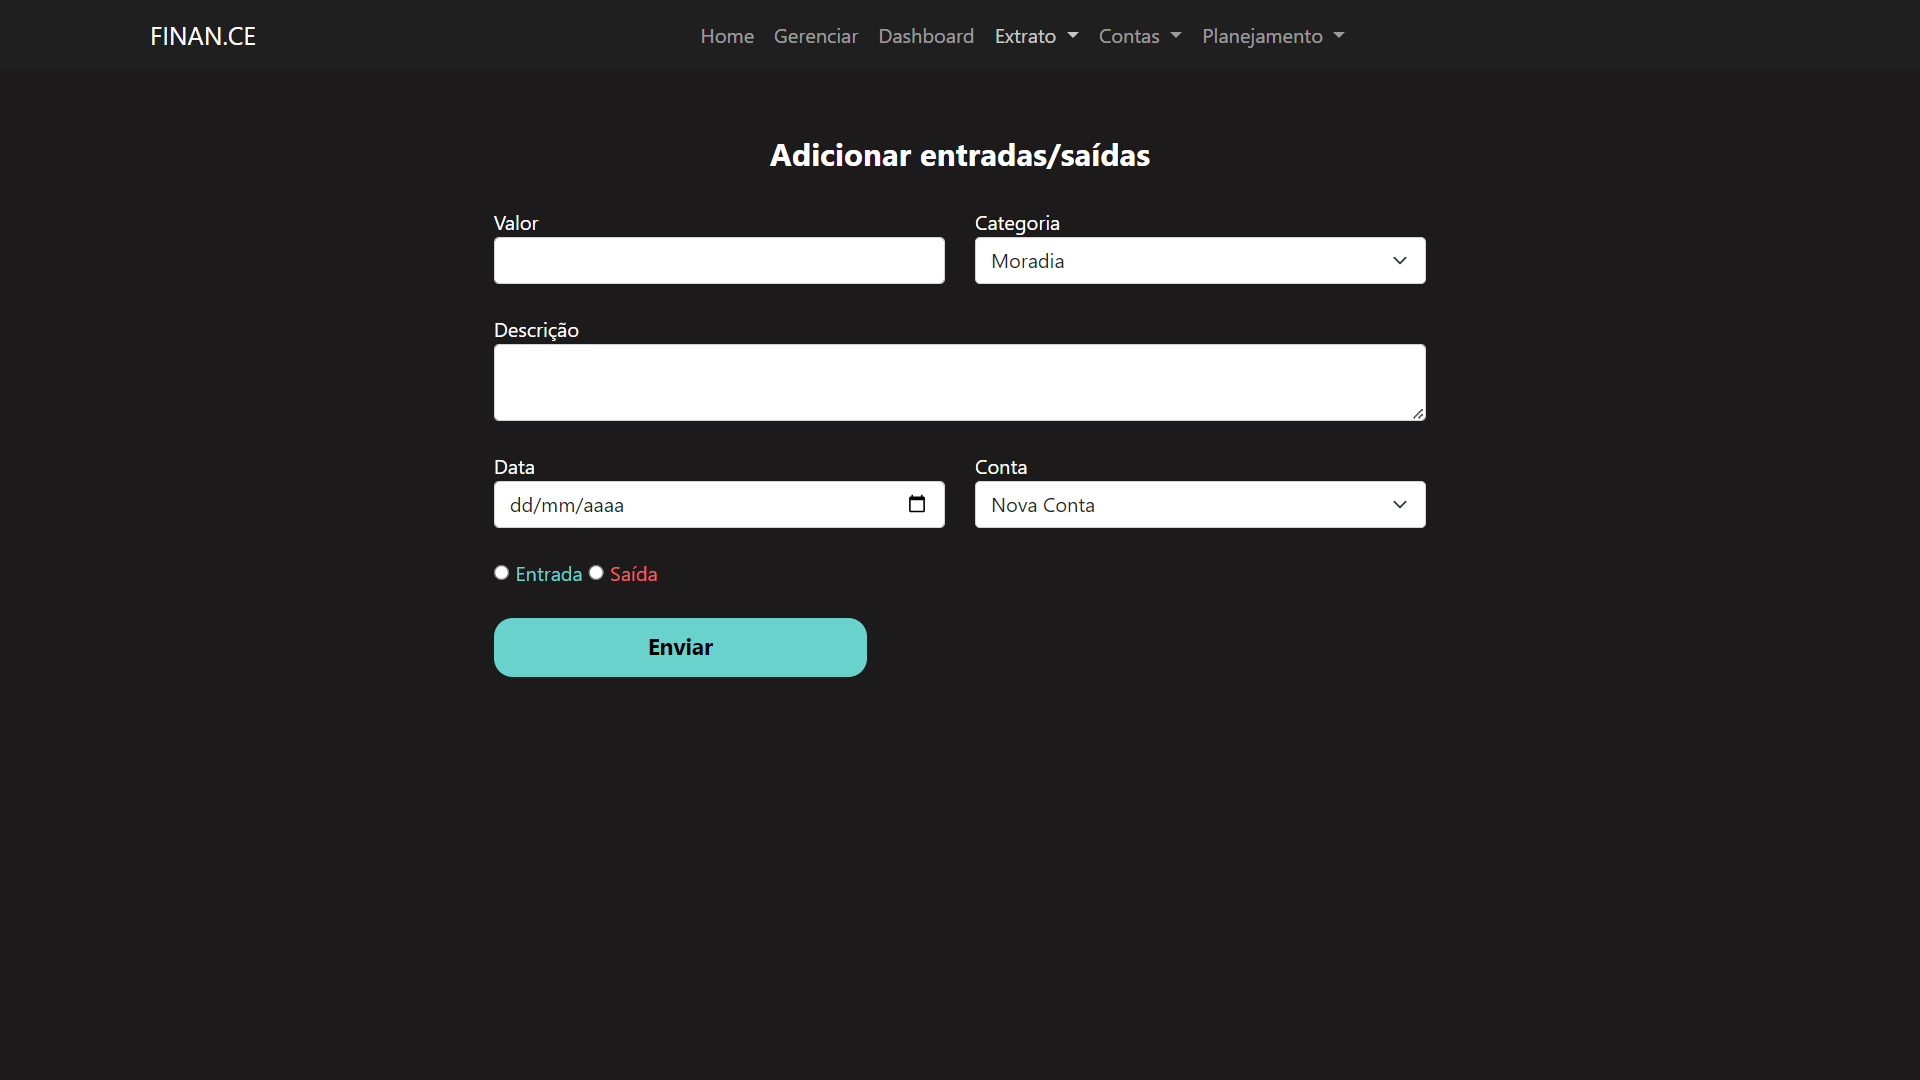 FINAN.CE
Home Gerenciar Dashboard Extrato Contas Planejamento
Adicionar entradas/saídas
Valor Categoria
Moradia
Descrição
Data Conta
dd/mm/aaaa Nova Conta
Entrada Saída
Enviar